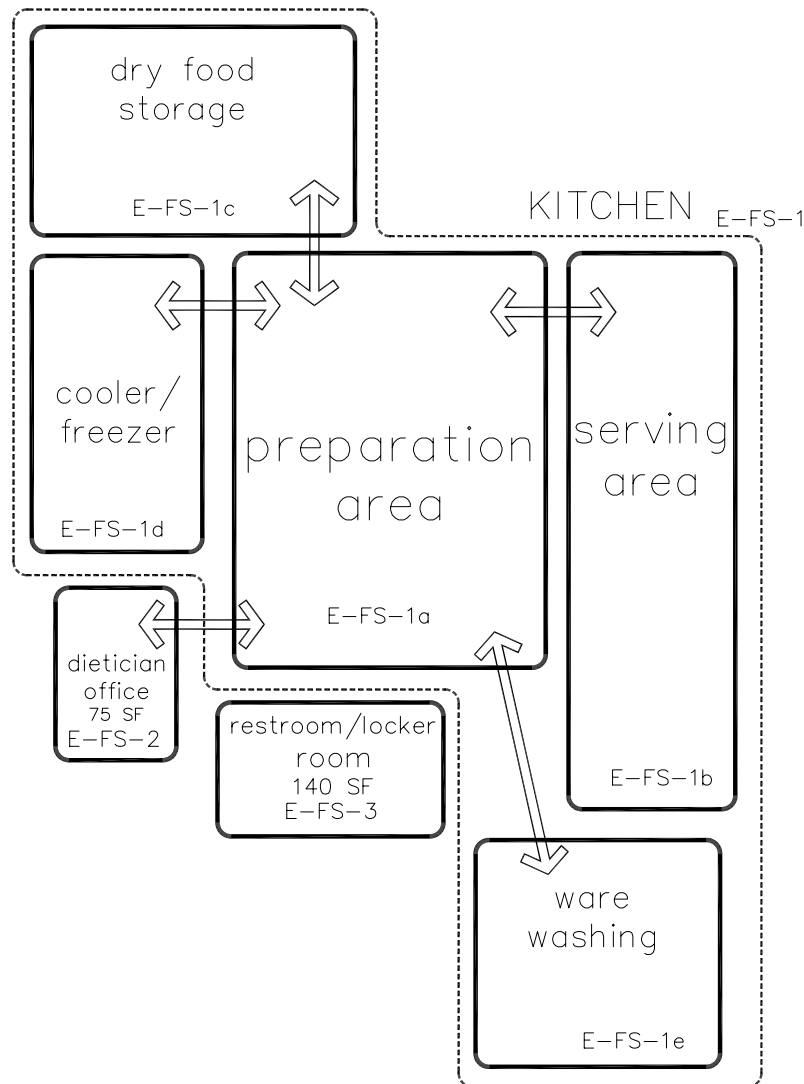 dry food
storage
E-FS-1c
KITCHEN E-FS-1
cooler/
freezer
E-FS-1d
preparation
area
E-FS-1a
serving
area
E-FS-1b
dietician
office
75 SF
E-FS-2
restroom/locker
room
140 SF
E-FS-3
ware
washing
E-FS-1e